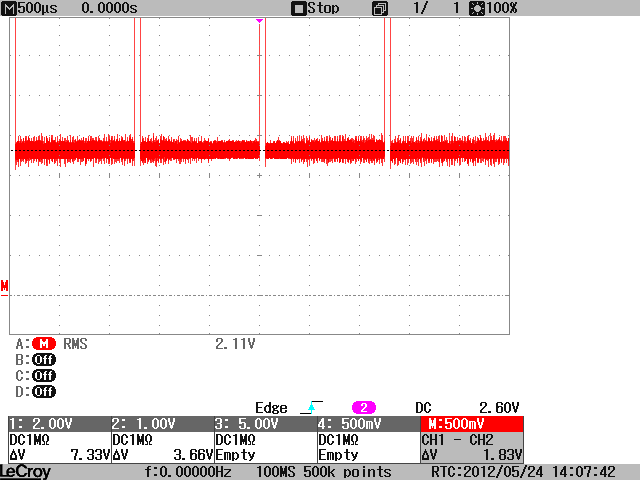 M 500µs 0.0000s Stop 1/ 1 100%
M
A: M RMS 2.11V
B: Off
C: Off
D: Off
Edge 2 DC 2.60V
1: 2.00V 2: 1.00V 3: 5.00V 4: 500mV M:500mV
DC1MΩ DC1MΩ DC1MΩ DC1MΩ CH1 - CH2
ΔV 7.33V ΔV 3.66V Empty Empty ΔV 1.83V
LeCroy f:0.00000Hz 100MS 500k points RTC:2012/05/24 14:07:42